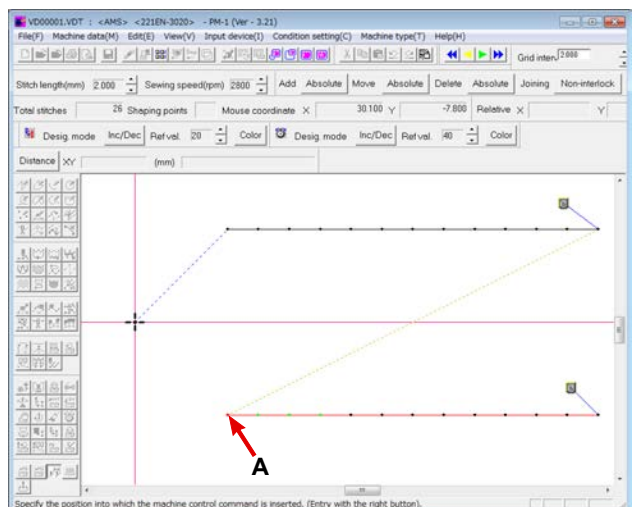 VD00001.VDT : <AMS> <221EN-3020> - PM-1 (Ver - 3.21)
File(F) Machine data(M) Edit(E) View(V) Input device(I) Condition setting(C) Machine type(T) Help(H)
Grid interv 2.000
Stitch length(mm) 2.000 Sewing speed(rpm) 2800 Add Absolute Move Absolute Delete Absolute Joining Non-interlock
Total stitches 26 Shaping points Mouse coordinate X 30.100 Y -7.800 Relative X Y
Desig. mode Inc/Dec Ref val. 20 Color Desig. mode Inc/Dec Ref val. 40 Color
Distance XY (mm)
A
Specify the position into which the machine control command is inserted. (Entry with the right button).